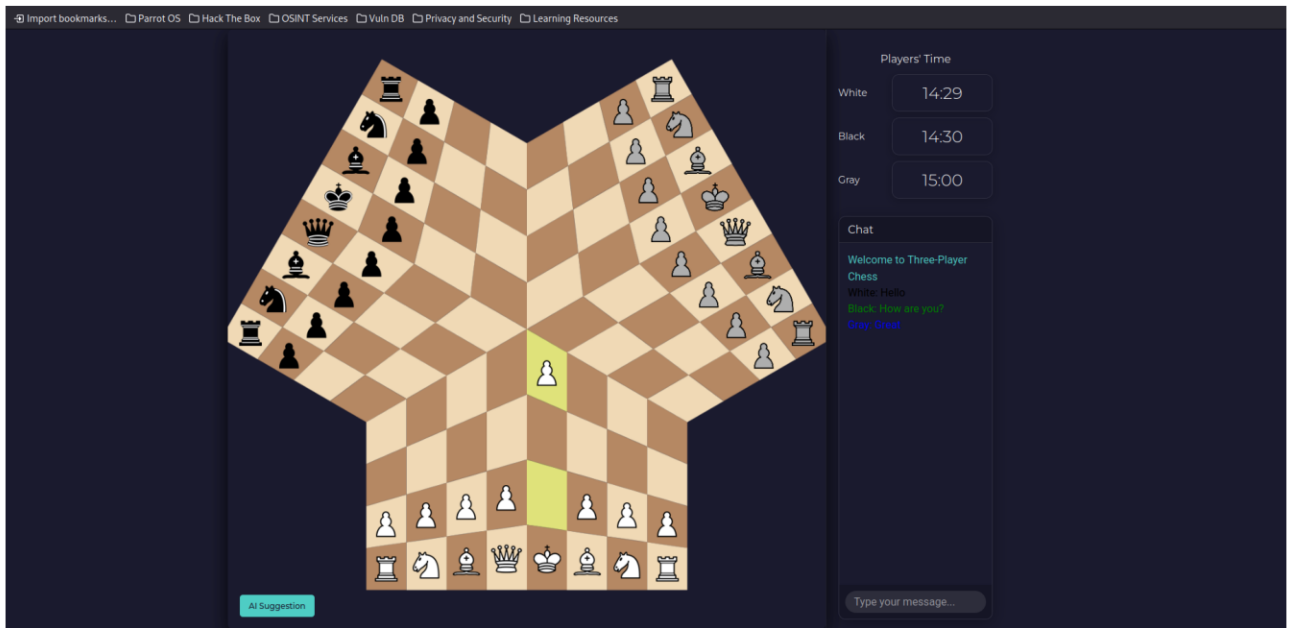 Import bookmarks... Parrot OS Hack The Box OSINT Services Vuln DB Privacy and Security Learning Resources
Players' Time
White 14:29
Black 14:30
Gray 15:00
Chat
Welcome to Three-Player
Chess
White: Hello
Black: How are you?
Gray:
Type your message...
AI Suggestion